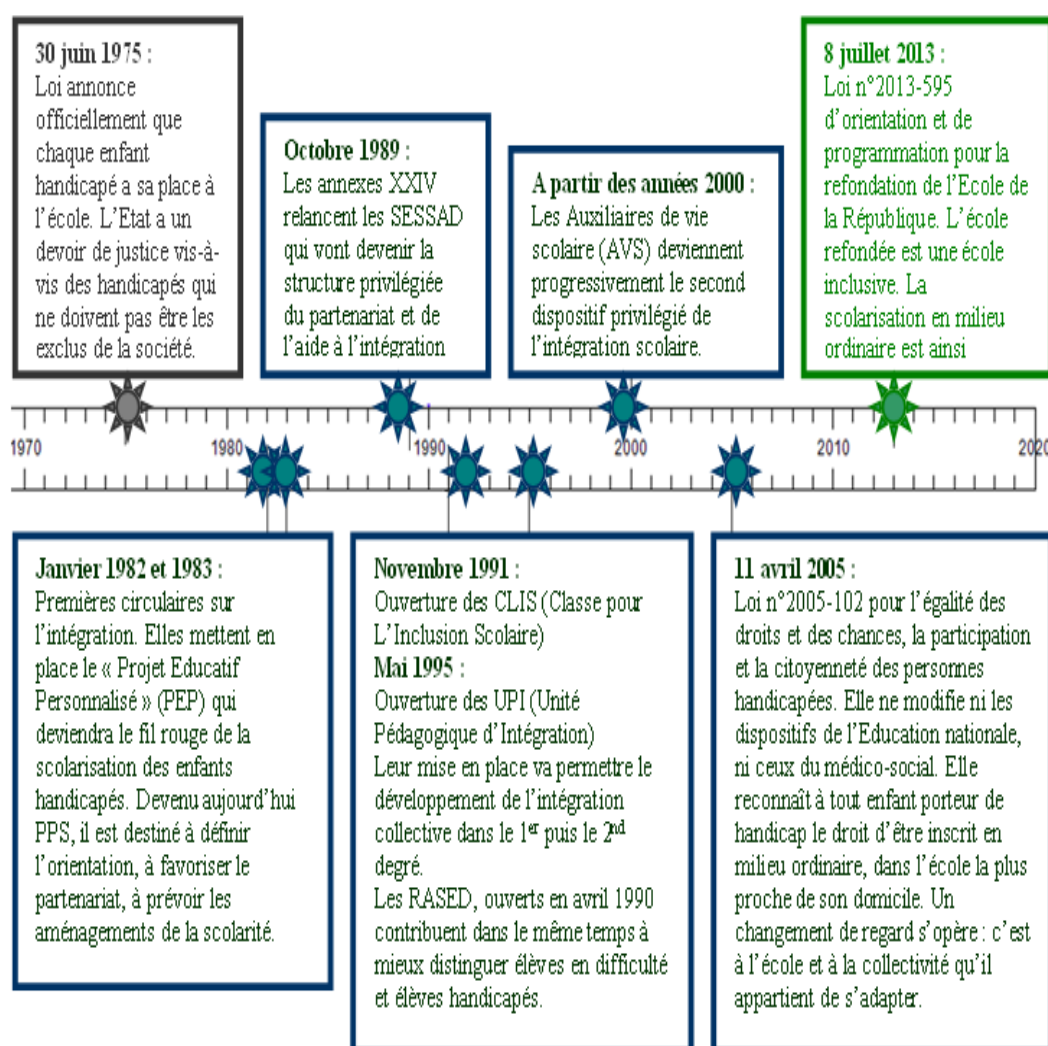 30 juin 1975 :
Loi annonce
officiellement que
chaque enfant
handicapé a sa place à
l'école. L'Etat a un
devoir de justice vis-à-
vis des handicapés qui
ne doivent pas être les
exclus de la société.
Octobre 1989 :
Les annexes XXIV
relancent les SESSAD
qui vont devenir la
structure privilégiée
du partenariat et de
l'aide à l'intégration
A partir des années 2000 :
Les Auxiliaires de vie
scolaire (AVS) deviennent
progressivement le second
dispositif privilégié de
l'intégration scolaire.
8 juillet 2013 :
Loi n°2013-595
d'orientation et de
programmation pour la
refondation de l'Ecole de
la République. L'école
refondée est une école
inclusive. La
scolarisation en milieu
ordinaire est ainsi
1970 1980 1990 2000 2010 2020
Janvier 1982 et 1983 :
Premières circulaires sur
l'intégration. Elles mettent en
place le « Projet Educatif
Personnalisé » (PEP) qui
deviendra le fil rouge de la
scolarisation des enfants
handicapés. Devenu aujourd'hui
PPS, il est destiné à définir
l'orientation, à favoriser le
partenariat, à prévoir les
aménagements de la scolarité.
Novembre 1991 :
Ouverture des CLIS (Classe pour
L'Inclusion Scolaire)
Mai 1995 :
Ouverture des UPI (Unité
Pédagogique d'Intégration)
Leur mise en place va permettre le
développement de l'intégration
collective dans le 1er puis le 2nd
degré.
Les RASED, ouverts en avril 1990
contribuent dans le même temps à
mieux distinguer élèves en difficulté
et élèves handicapés.
11 avril 2005 :
Loi n°2005-102 pour l'égalité des
droits et des chances, la participation
et la citoyenneté des personnes
handicapées. Elle ne modifie ni les
dispositifs de l'Education nationale,
ni ceux du médico-social. Elle
reconnaît à tout enfant porteur de
handicap le droit d'être inscrit en
milieu ordinaire, dans l'école la plus
proche de son domicile. Un
changement de regard s'opère : c'est
à l'école et à la collectivité qu'il
appartient de s'adapter.